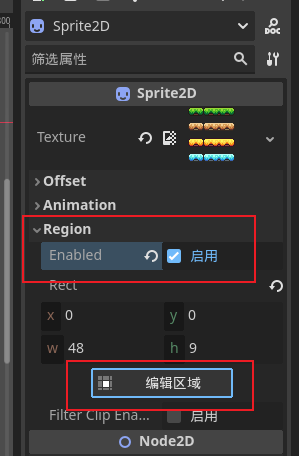 300
Sprite2D
DOC
筛选属性
Sprite2D
Texture
Offset
Animation
Region
Enabled 启用
Rect
x 0 y 0
w 48 h 9
编辑区域
Filter Clip Ena... 启用
Node2D